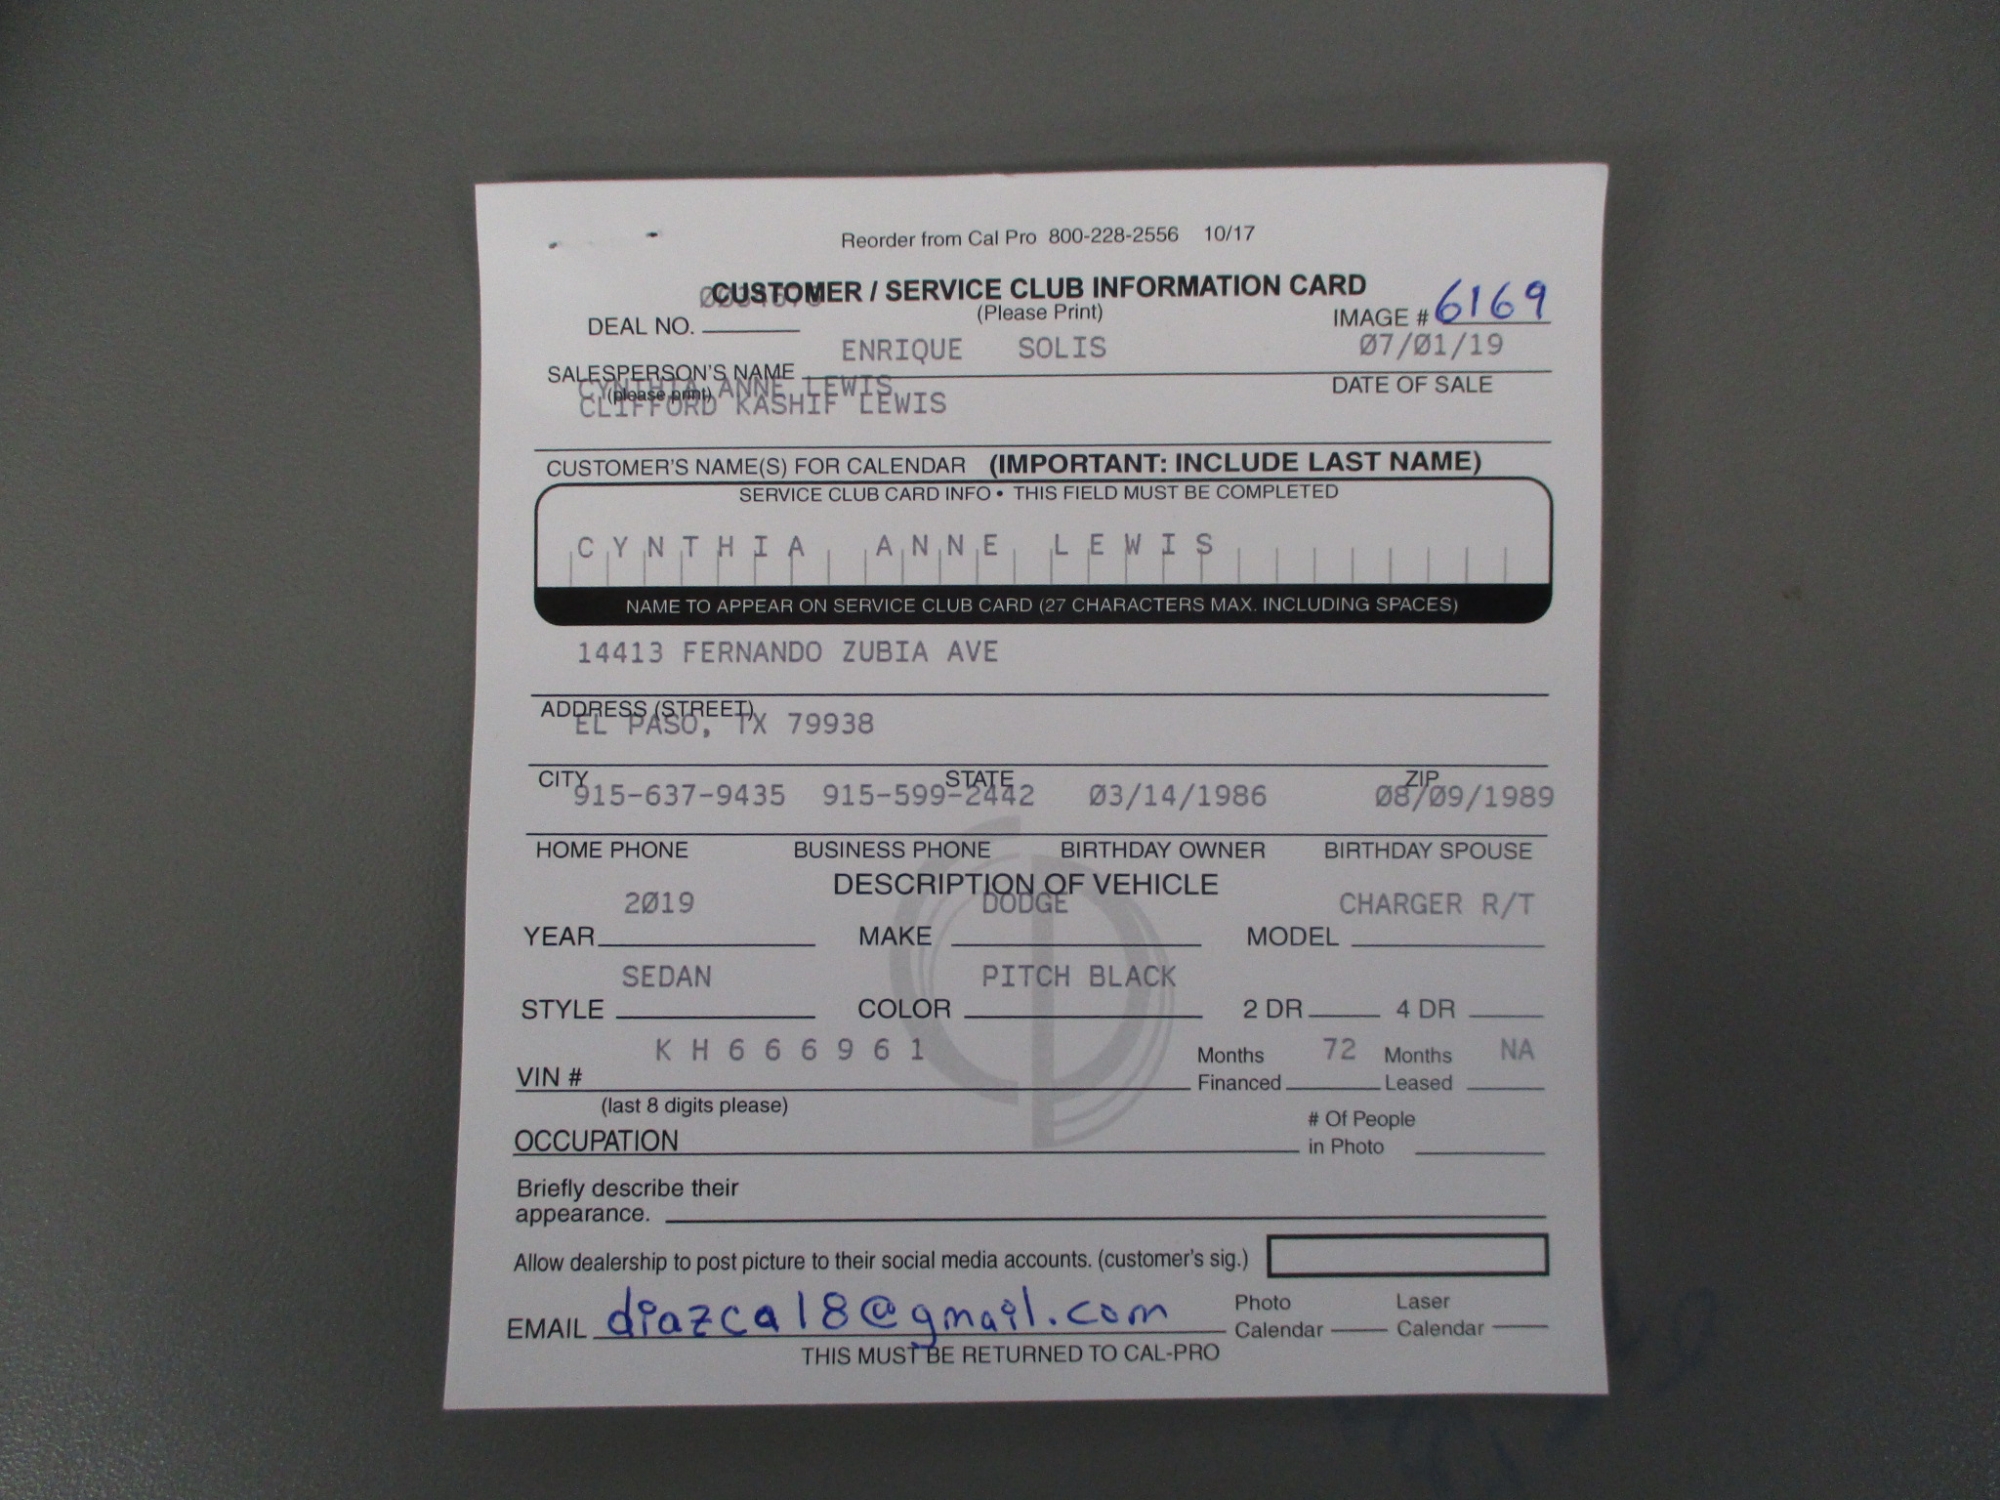 Reorder from Cal Pro 800-228-2556 10/17
CUSTOMER / SERVICE CLUB INFORMATION CARD
(Please Print)
DEAL NO.
IMAGE # 6169
ENRIQUE SOLIS
07/01/19
SALESPERSON'S NAME
(please print)
DATE OF SALE
CYNTHIA ANNE LEWIS
CLIFFORD KASHIF LEWIS
CUSTOMER'S NAME(S) FOR CALENDAR (IMPORTANT: INCLUDE LAST NAME)
SERVICE CLUB CARD INFO • THIS FIELD MUST BE COMPLETED
CYNTHIA ANNE LEWIS
NAME TO APPEAR ON SERVICE CLUB CARD (27 CHARACTERS MAX. INCLUDING SPACES)
14413 FERNANDO ZUBIA AVE
ADDRESS (STREET)
EL PASO, TX 79938
CITY STATE ZIP
915-637-9435 915-599-2442 03/14/1986 08/09/1989
HOME PHONE BUSINESS PHONE BIRTHDAY OWNER BIRTHDAY SPOUSE
DESCRIPTION OF VEHICLE
2019 DODGE CHARGER R/T
YEAR MAKE MODEL
SEDAN PITCH BLACK
STYLE COLOR 2 DR 4 DR
KH666961 72 NA
VIN # Months Financed Months Leased
(last 8 digits please)
OCCUPATION # Of People in Photo
Briefly describe their
appearance.
Allow dealership to post picture to their social media accounts. (customer's sig.)
EMAIL diazca18@gmail.com Photo Calendar Laser Calendar
THIS MUST BE RETURNED TO CAL-PRO